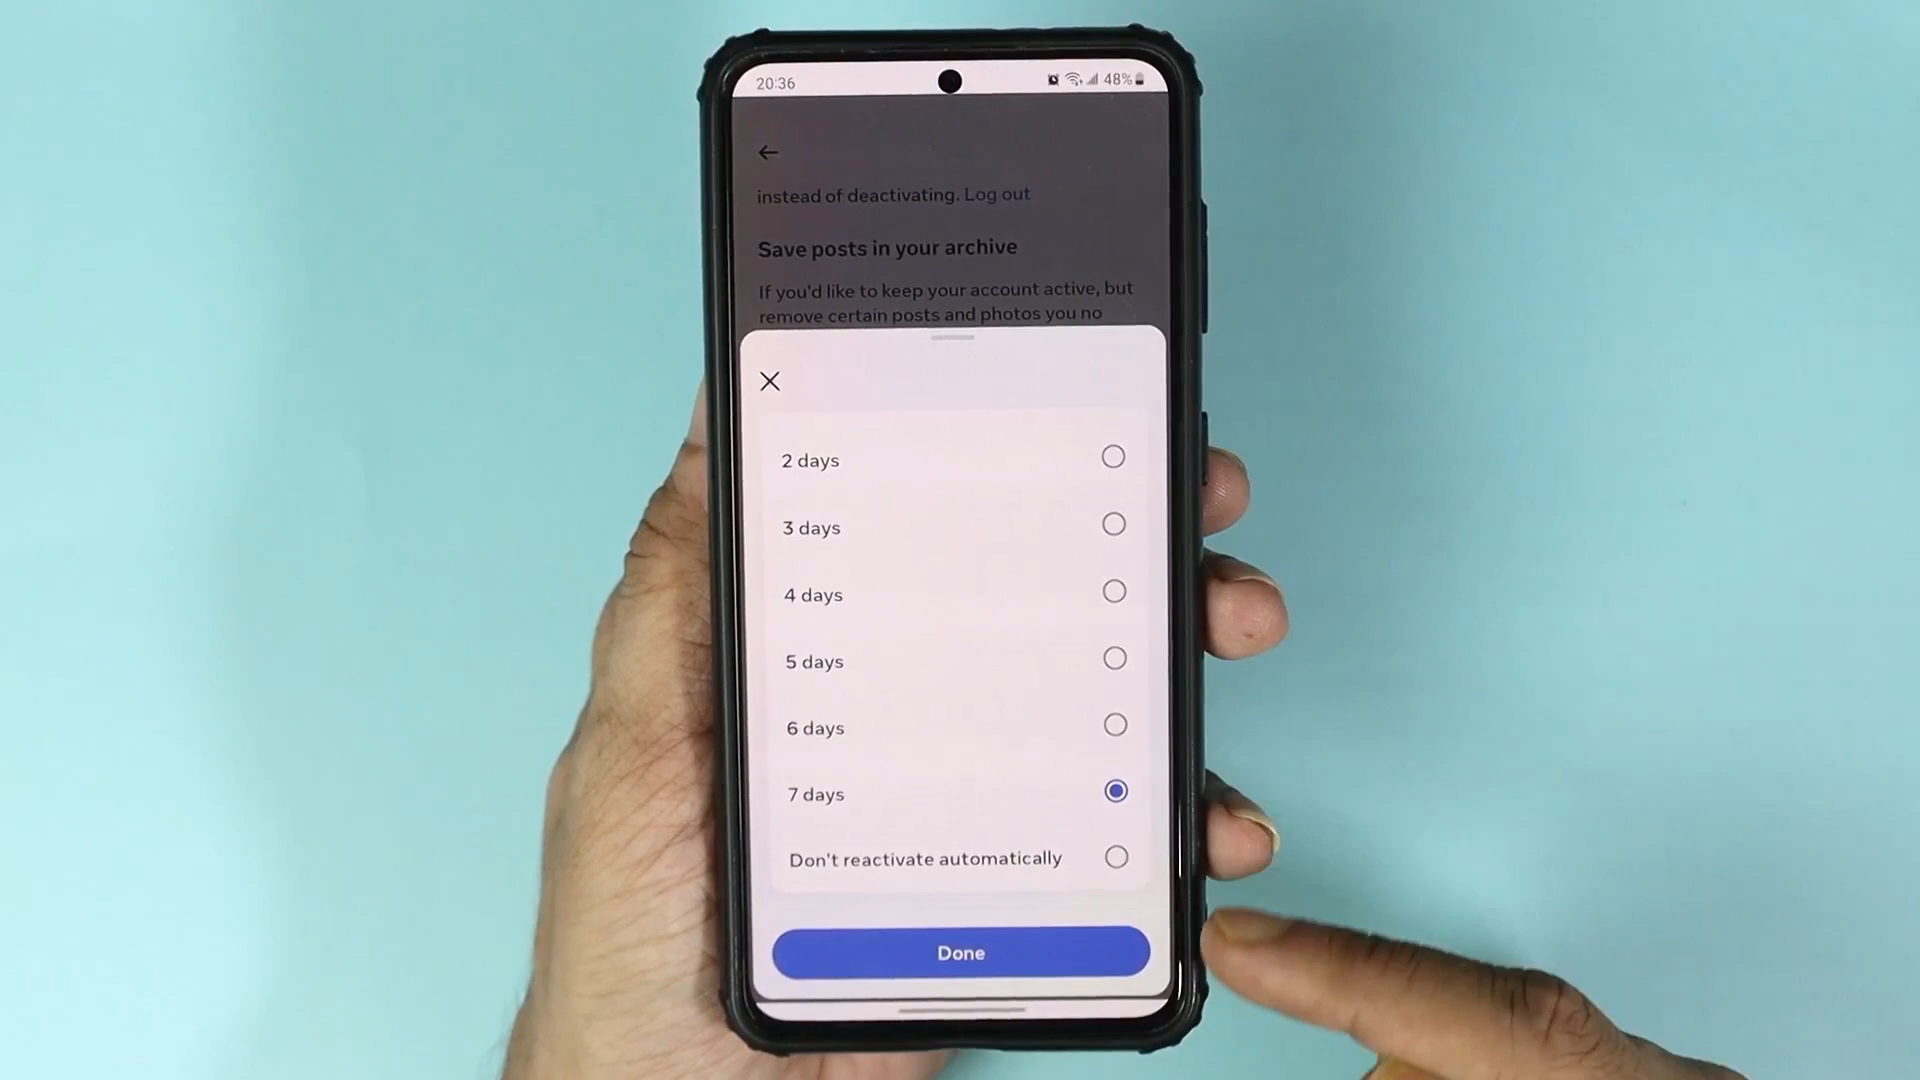 20:36
48%
instead of deactivating. Log out
Save posts in your archive
If you'd like to keep your account active, but
remove certain posts and photos you no
2 days
3 days
4 days
5 days
6 days
7 days
Don't reactivate automatically
Done